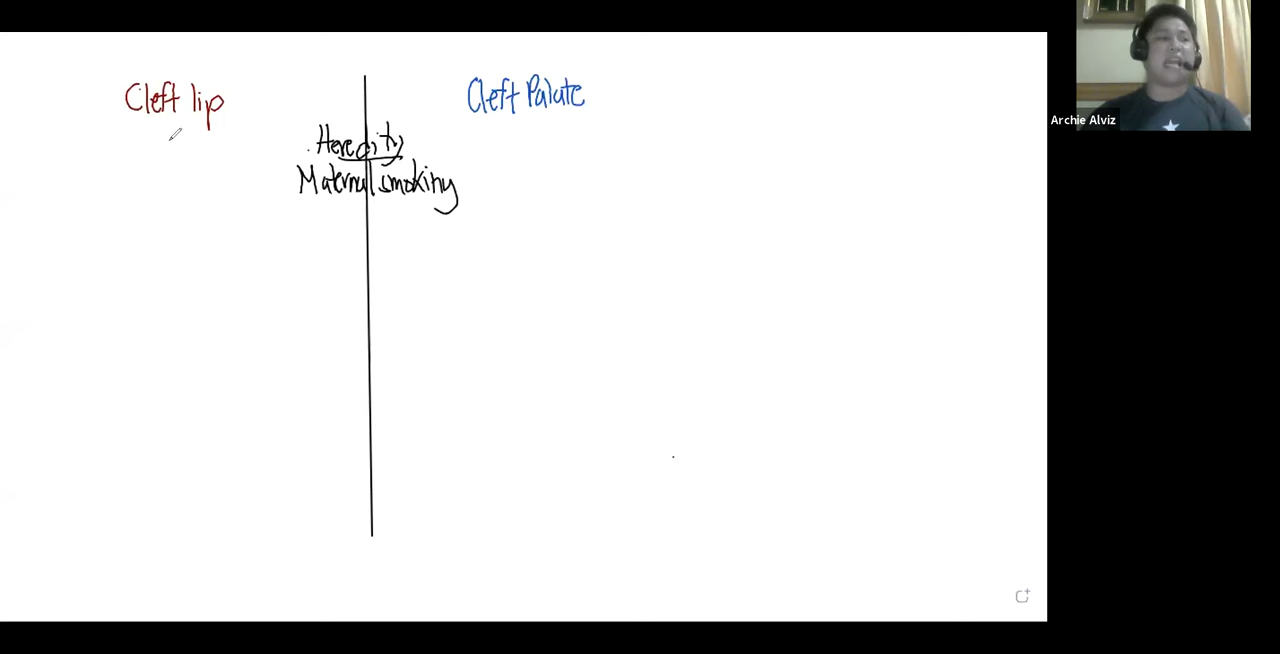 Cleft lip
Cleft Palate
Heredity
Maternal smoking
Archie Alviz